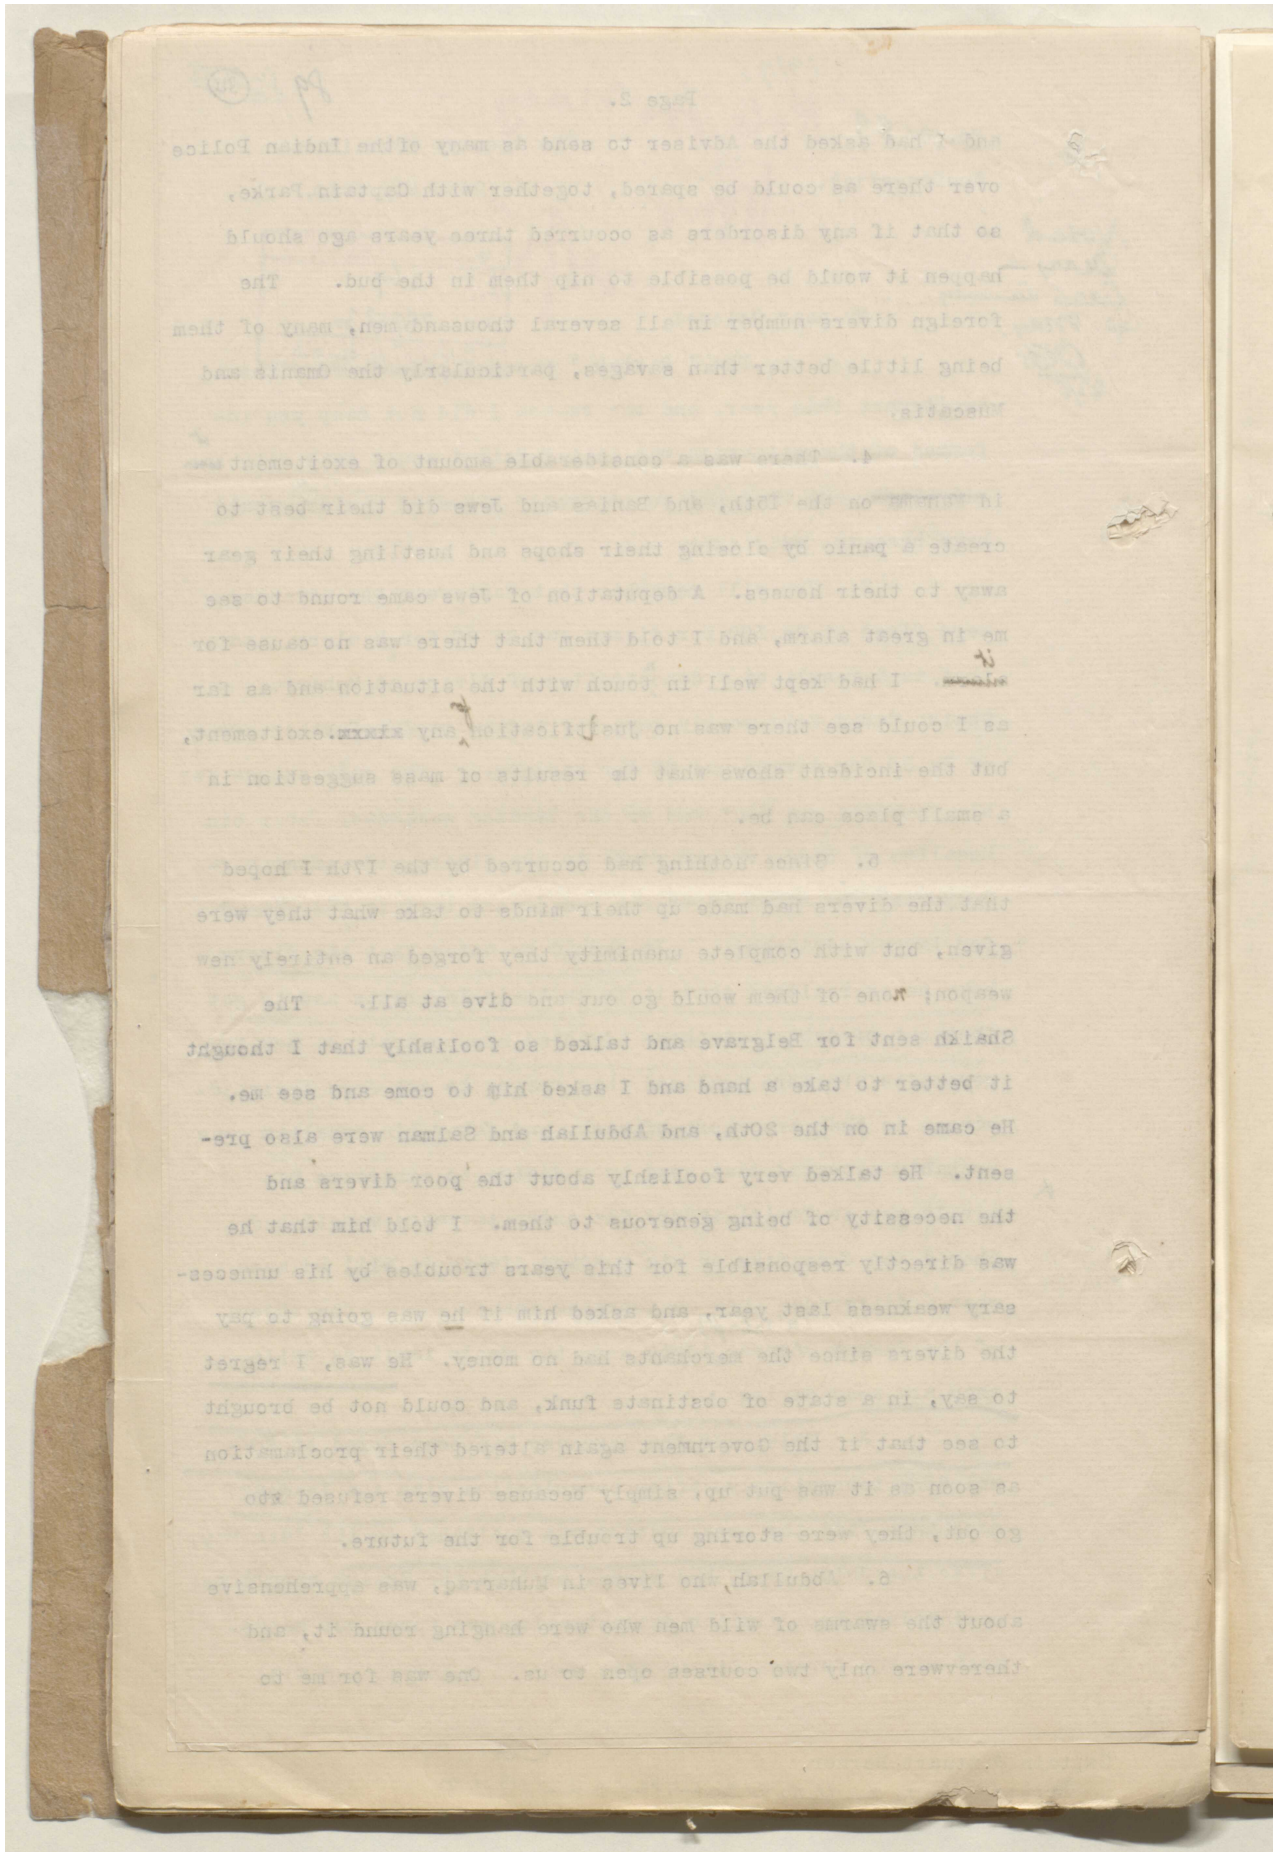 Page 2.
89
and I had asked the Adviser to send as many ofthe Indian Police
over there as could be spared, together with Captain Parke,
so that if any disorders as occurred three years ago should
happen it would be possible to nip them in the bud. The
foreign divers number in all several thousand men, many of them
being little better than savages, particularly the Omanis and
Muscatis.
4. There was a considerable amount of excitement
in Manama on the 15th, and Banias and Jews did their best to
create a panic by closing their shops and hustling their gear
away to their houses. A deputation of Jews came round to see
me in great alarm, and I told them that there was no cause for
it
alarm. I had kept well in touch with the situation and as far
for
as I could see there was no justification any xixxx.excitement,
but the incident shows what the results of mass suggestion in
a small place can be.
5. Since nothing had occurred by the 17th I hoped
that the divers had made up their minds to take what they were
given, but with complete unanimity they forged an entirely new
weapon; none of them would go out and dive at all. The
Shaikh sent for Belgrave and talked so foolishly that I thought
it better to take a hand and I asked him to come and see me.
He came in on the 20th, and Abdullah and Salman were also pre-
sent. He talked very foolishly about the poor divers and
the necessity of being generous to them. I told him that he
was directly responsible for this years troubles by his unneces-
sary weakness last year, and asked him if he was going to pay
the divers since the merchants had no money. He was, I regret
to say, in a state of obstinate funk, and could not be brought
to see that if the Government again altered their proclamation
as soon as it was put up, simply because divers refused xto
go out, they were storing up trouble for the future.
6. Abdullah, who lives in Muharraq, was apprehensive
about the swarms of wild men who were hanging round it, and
therevwere only two courses open to us. One was for me to